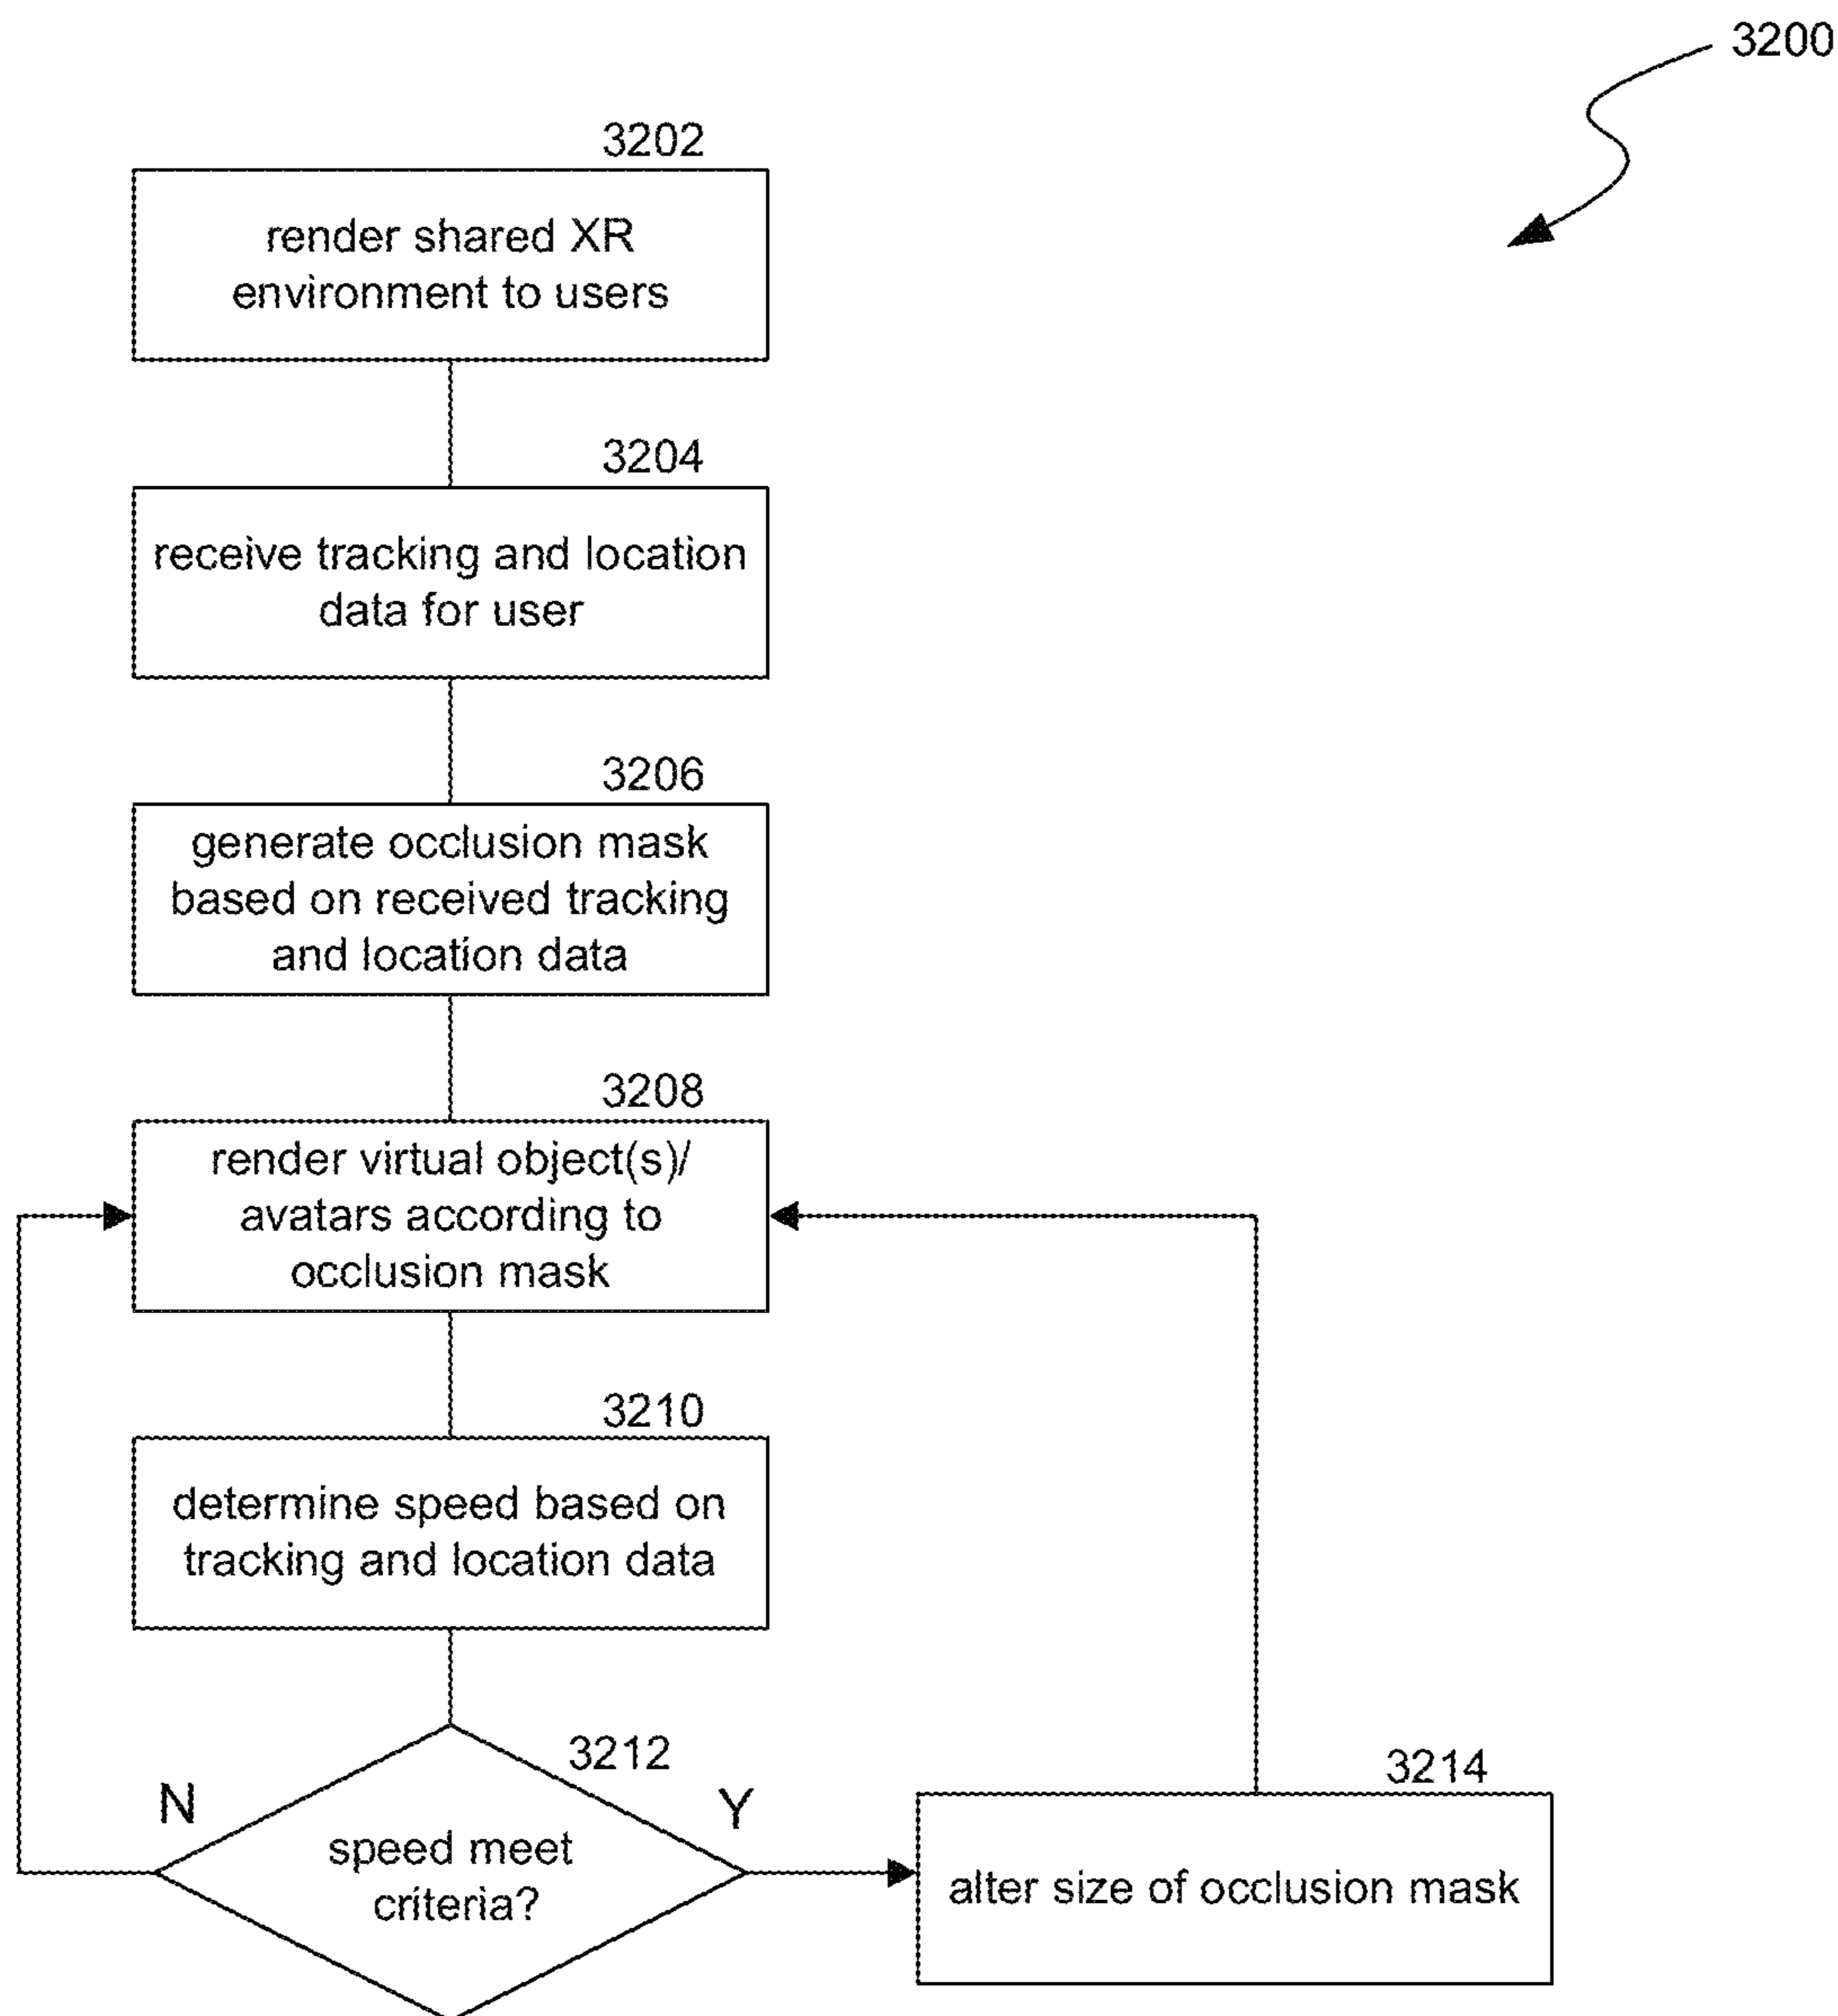 3200
3202
render shared XR
environment to users
3204
receive tracking and location
data for user
3206
generate occlusion mask
based on received tracking
and location data
3208
render virtual object(s)/
avatars according to
occlusion mask
3210
determine speed based on
tracking and location data
3212
N
Y
speed meet
criteria?
3214
alter size of occlusion mask